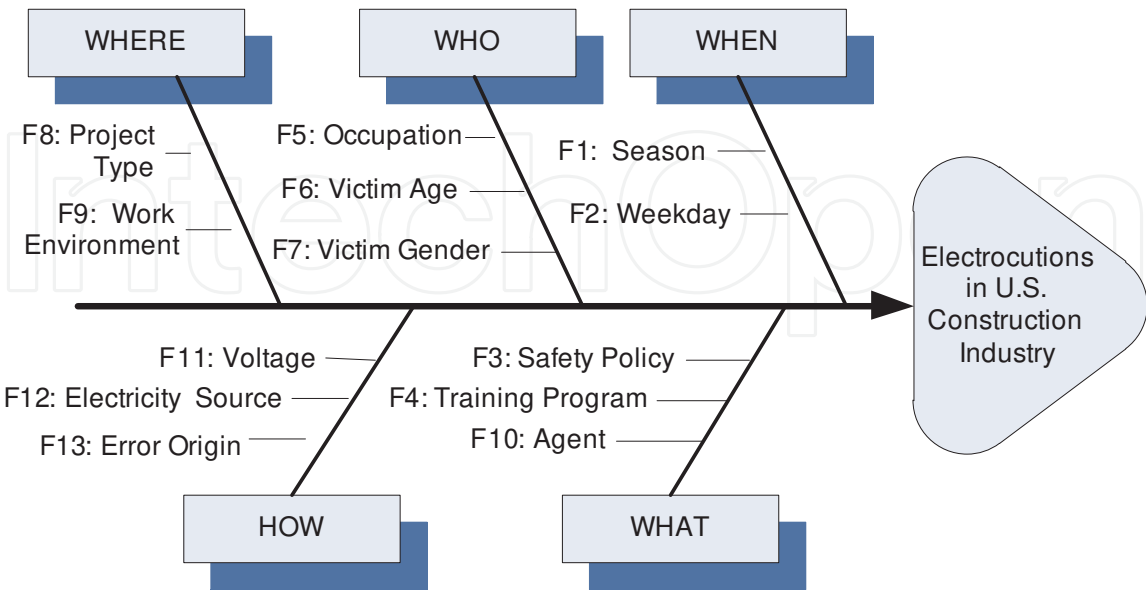 WHERE
WHO
WHEN
F8: Project
Type
F9: Work
Environment
F5: Occupation
F6: Victim Age
F7: Victim Gender
F1: Season
F2: Weekday
Electrocutions
in U.S.
Construction
Industry
F11: Voltage
F12: Electricity Source
F13: Error Origin
F3: Safety Policy
F4: Training Program
F10: Agent
HOW
WHAT
IntechOpen